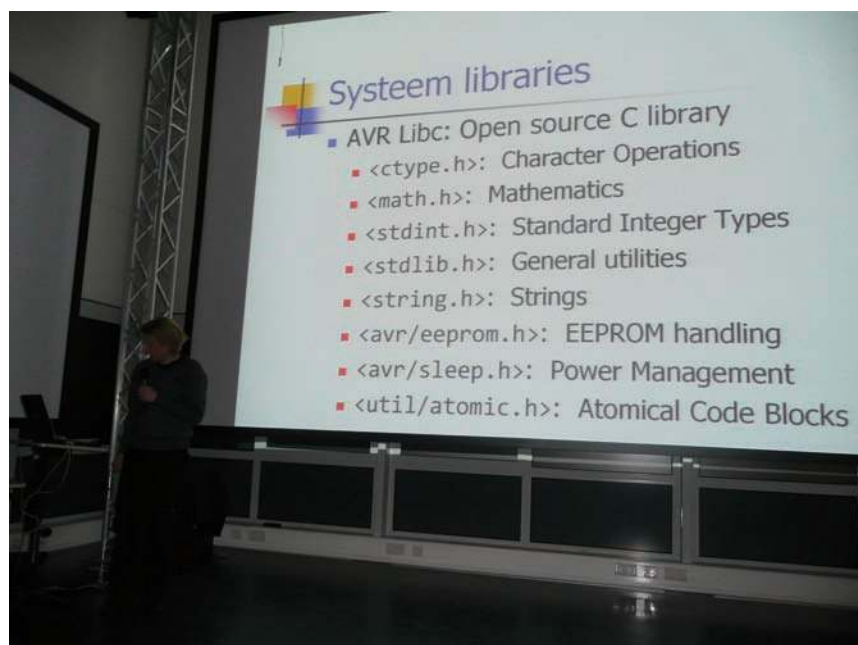 Systeem libraries
AVR Libc: Open source C library
<ctype.h>: Character Operations
<math.h>: Mathematics
<stdint.h>: Standard Integer Types
<stdlib.h>: General utilities
<string.h>: Strings
<avr/eeprom.h>: EEPROM handling
<avr/sleep.h>: Power Management
<util/atomic.h>: Atomical Code Blocks